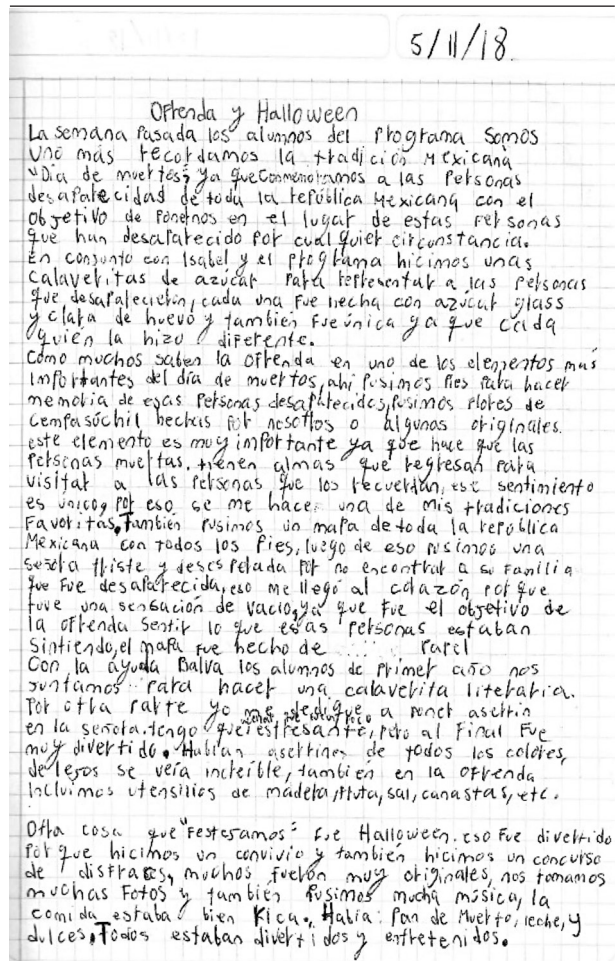 5/11/18.
Ofrenda y Halloween
La semana pasada los alumnos del programa somos
uno más recordamos la tradición Mexicana
"Día de muertos, ya que conmemoramos a las personas
desaparecidas de toda la república Mexicana con el
objetivo de ponernos en el lugar de estas personas
que han desaparecido por cualquier circunstancia.
En conjunto con Isabel y el programa hicimos unas
calaveritas de azúcar para representar a las personas
que desaparecieron, cada una fue hecha con azucar glass
y clara de huevo y también fue única ya que cada
quién la hizo diferente.
Cómo muchos saben la ofrenda en uno de los elementos más
importantes del día de muertos, ahí pusimos pies para hacer
memoria de esas personas desaparecidas, pusimos flores de
cempasúchil hechas por nosotros o algunas originales.
este elemento es muy importante ya que hace que las
personas muertas, tienen almas que regresan para
visitar a las personas que los recuerdan, ese sentimiento
es único, por eso se me hace una de mis tradiciones
favoritas, También pusimos un mapa de toda la república
Mexicana con todos los pies, luego de eso pusimos una
señora triste y desesperada por no encontrar a su familia
que fue desaparecida, eso me llegó al corazón porque
tuve una sensación de vacío, ya que fue el objetivo de
la ofrenda sentir lo que esas personas estaban
sintiendo, el mapa fue hecho de papel
Con la ayuda Balva los alumnos de primer año nos
juntamos para hacer una calaverita literaria.
Por otra parte yo me dedique a poner aserrin
en la señora. tengo que estresante, pero al final fue
muy divertido. Habían aserrines de todos los colores,
de lejos se veía increíble, también en la ofrenda
incluimos utensilios de madera, fruta, sal, canastas, etc.
Otra cosa que "festejamos" fue Halloween. eso fue divertido
porque hicimos un convivio y también hicimos un concurso
de disfraces, muchos fueron muy originales, nos tomamos
muchas fotos y también pusimos mucha música, la
comida estaba bien Rica. Había: Pan de Muerto, leche, y
dulces. Todos estaban divertidos y entretenidos.